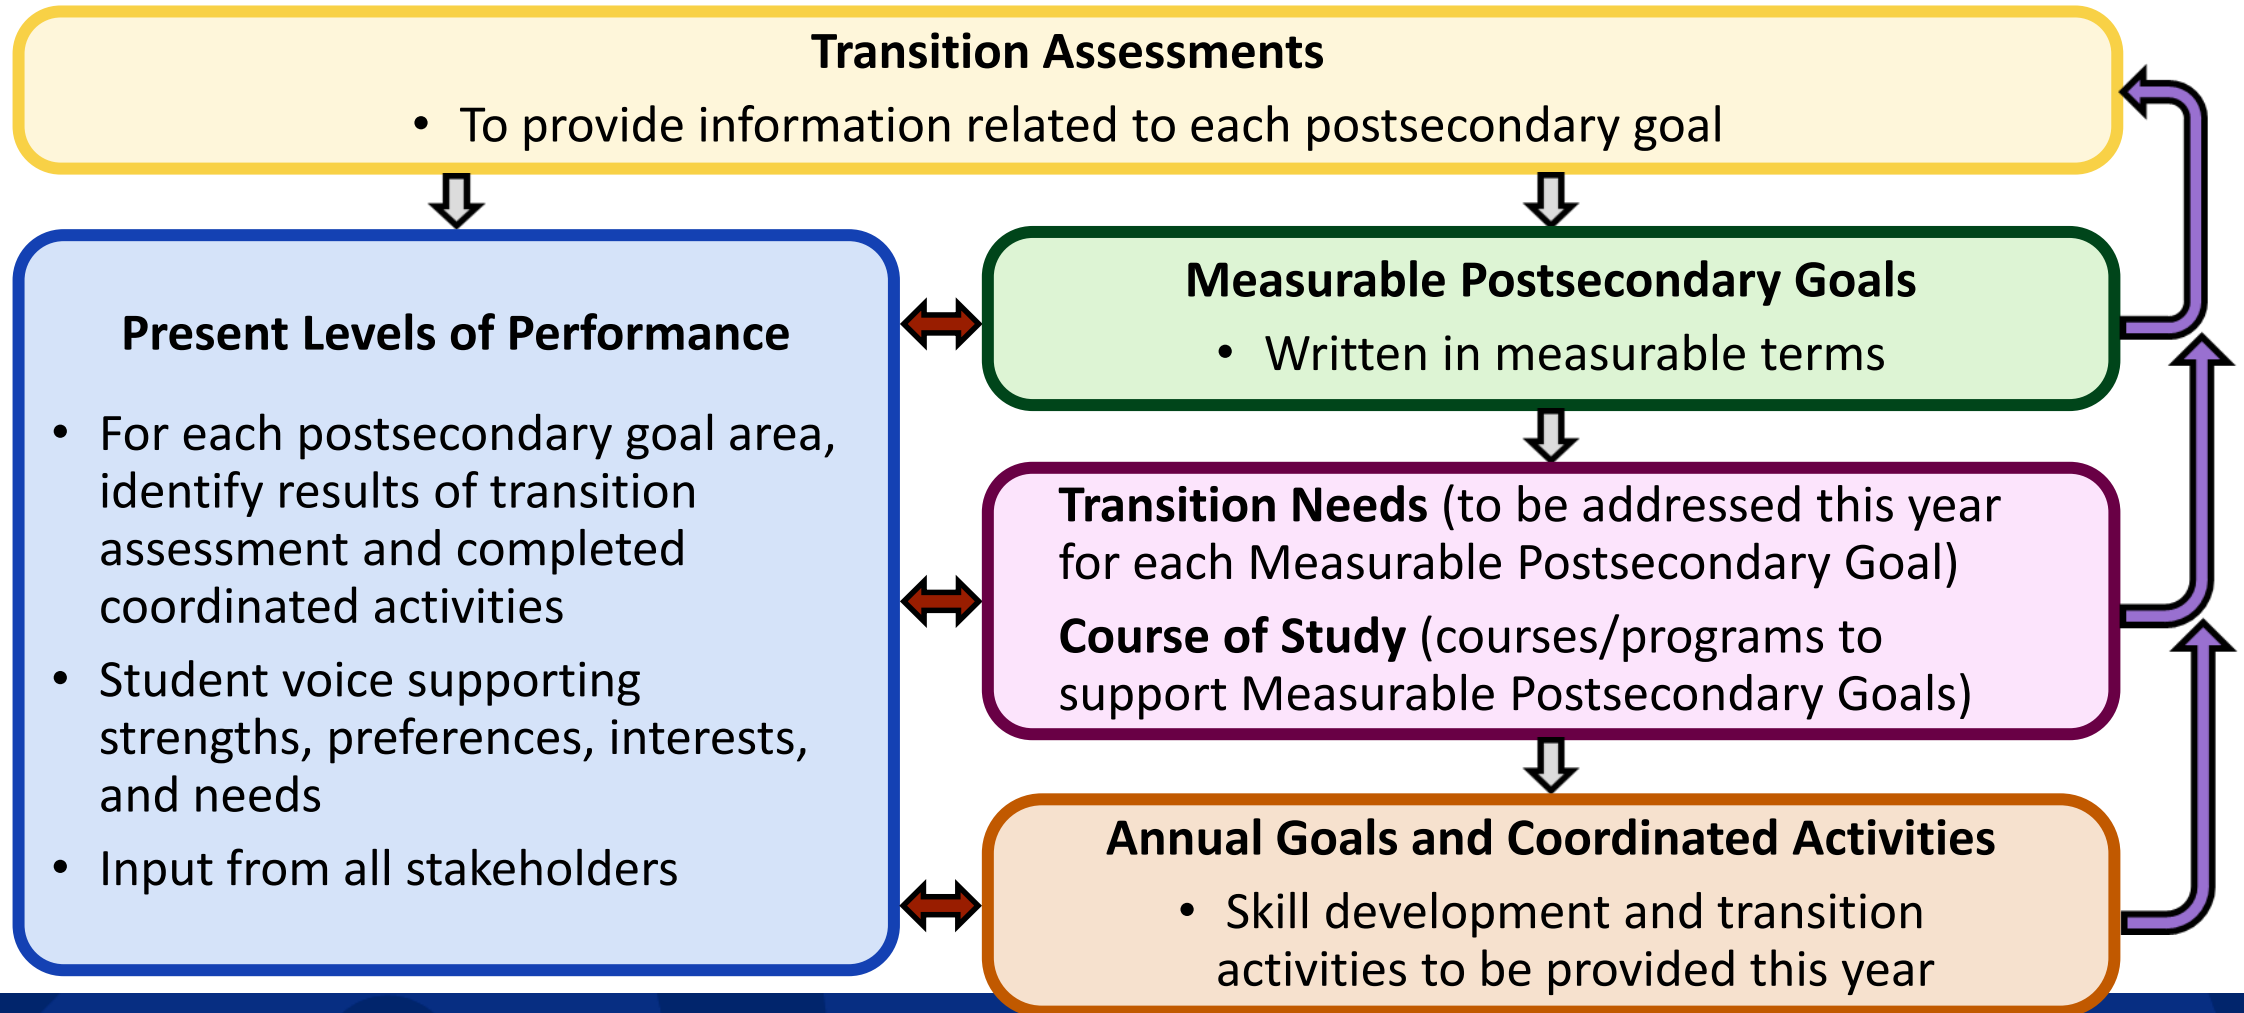 Transition Assessments
• To provide information related to each postsecondary goal
Present Levels of Performance
• For each postsecondary goal area,
identify results of transition
assessment and completed
coordinated activities
• Student voice supporting
strengths, preferences, interests,
and needs
• Input from all stakeholders
Measurable Postsecondary Goals
• Written in measurable terms
Transition Needs (to be addressed this year
for each Measurable Postsecondary Goal)
Course of Study (courses/programs to
support Measurable Postsecondary Goals)
Annual Goals and Coordinated Activities
• Skill development and transition
activities to be provided this year